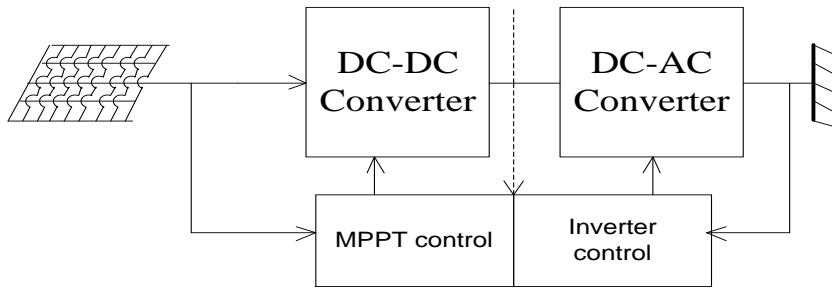 DC-DC
Converter
DC-AC
Converter
MPPT control
Inverter
control